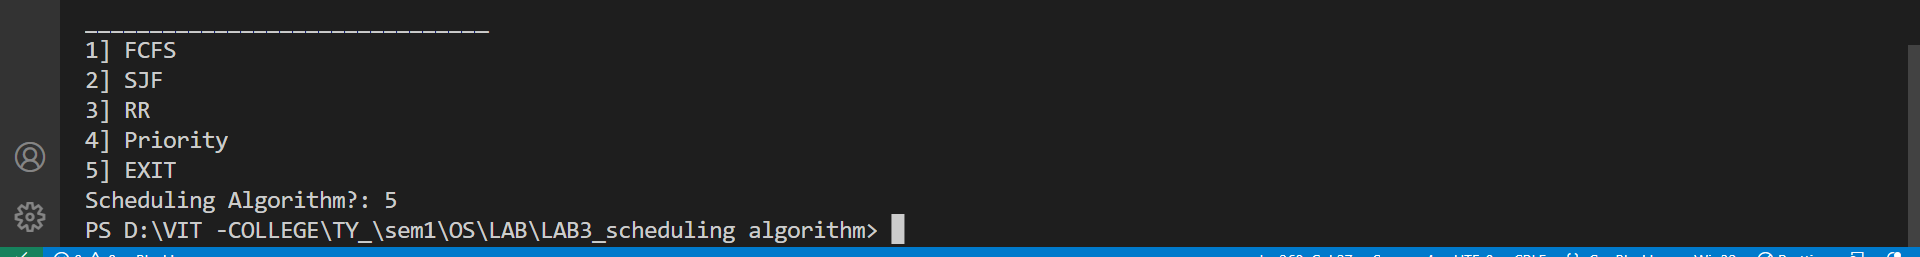 _______________________________
1] FCFS
2] SJF
3] RR
4] Priority
5] EXIT
Scheduling Algorithm?: 5
PS D:\VIT -COLLEGE\TY_\sem1\OS\LAB\LAB3_scheduling algorithm>